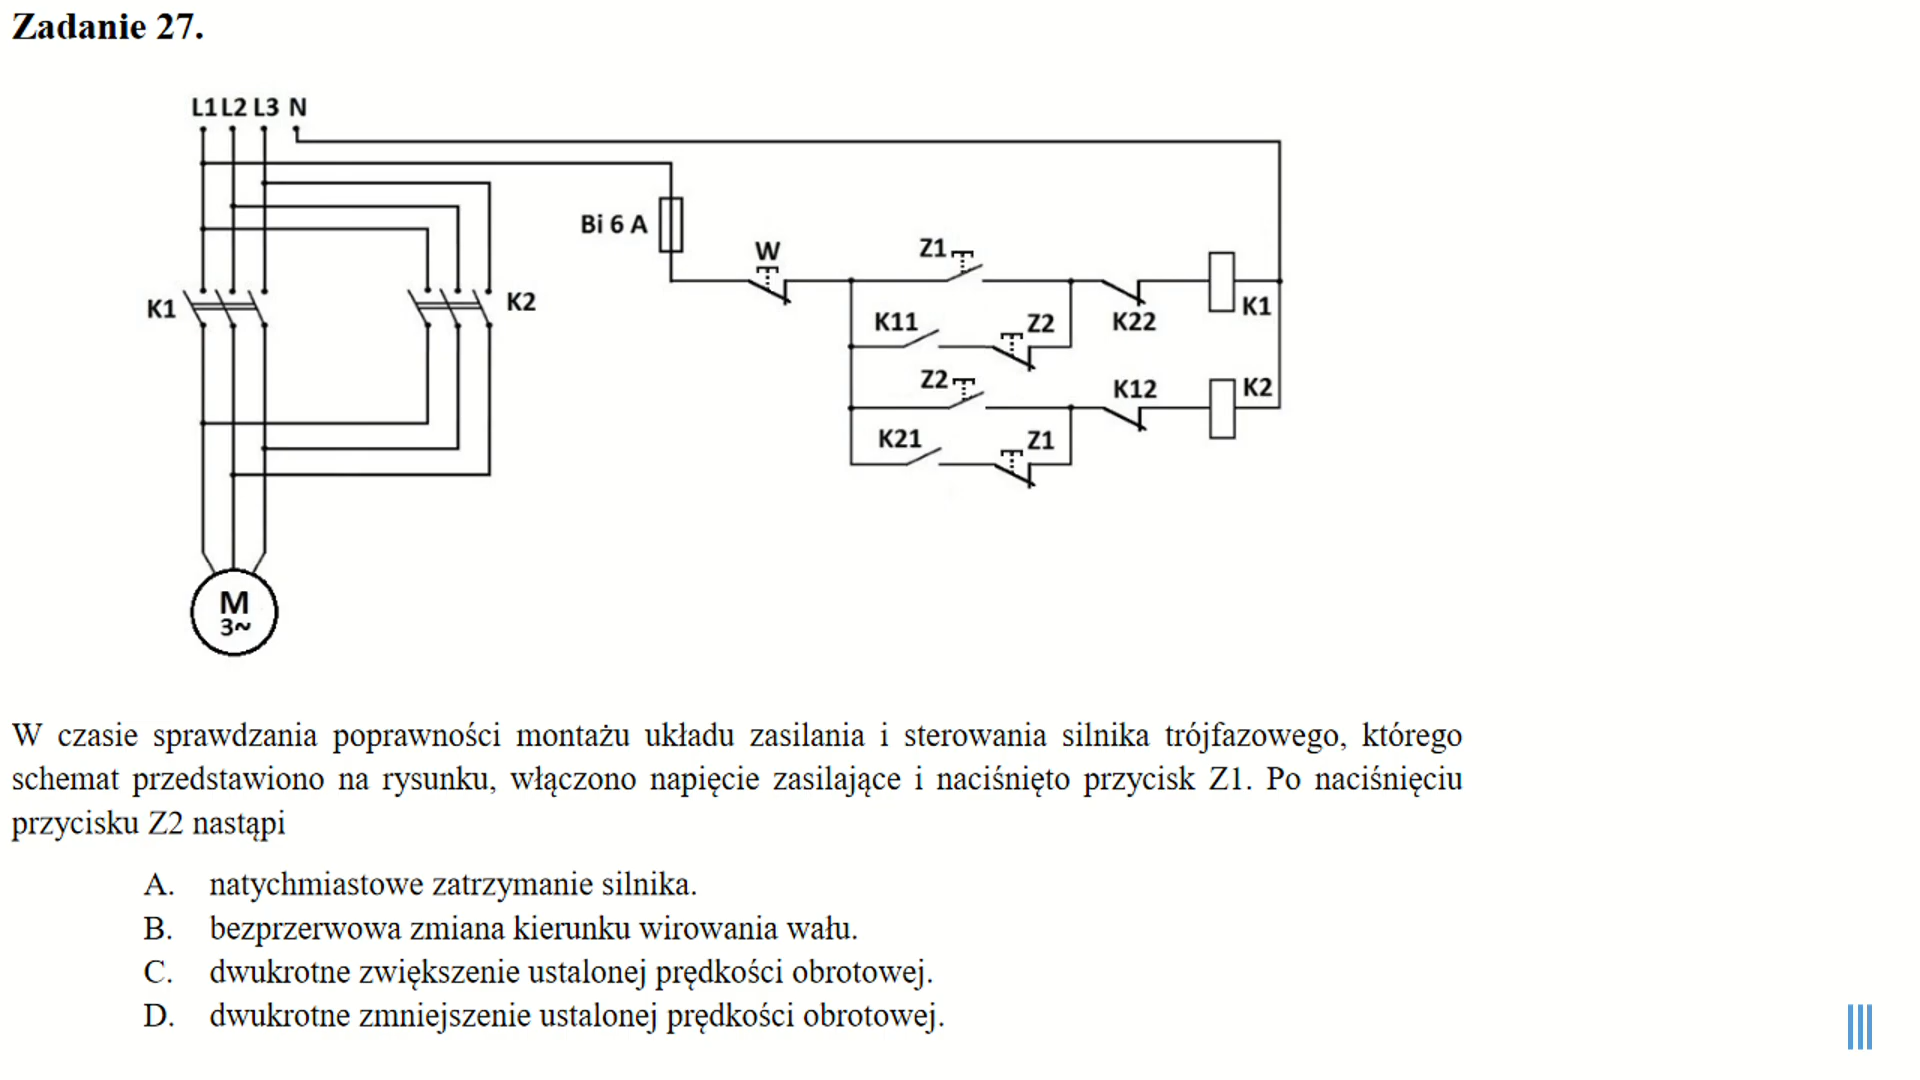 Zadanie 27.
L1 L2 L3 N
Bi 6 A
W
Z1
K1
K2
K11
Z2
K22
K1
Z2
K12
K2
K21
Z1
M
3~
W czasie sprawdzania poprawności montażu układu zasilania i sterowania silnika trójfazowego, którego
schemat przedstawiono na rysunku, włączono napięcie zasilające i naciśnięto przycisk Z1. Po naciśnięciu
przycisku Z2 nastąpi
A. natychmiastowe zatrzymanie silnika.
B. bezprzerwowa zmiana kierunku wirowania wału.
C. dwukrotne zwiększenie ustalonej prędkości obrotowej.
D. dwukrotne zmniejszenie ustalonej prędkości obrotowej.